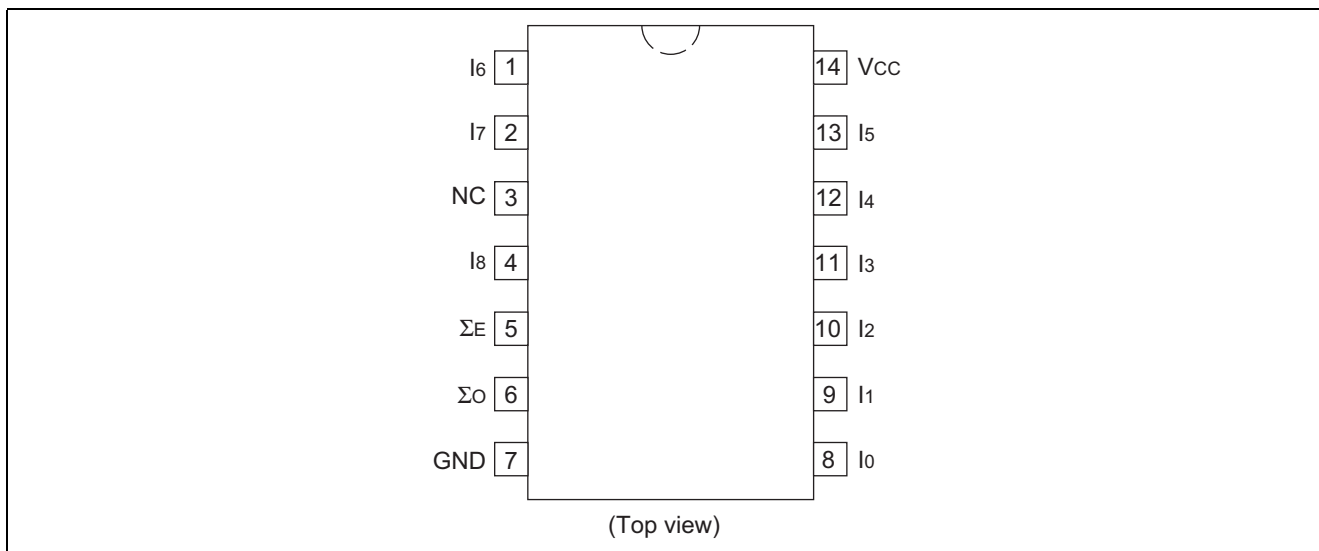 I6 1 14 VCC
I7 2 13 I5
NC 3 12 I4
I8 4 11 I3
ΣE 5 10 I2
ΣO 6 9 I1
GND 7 8 I0
(Top view)